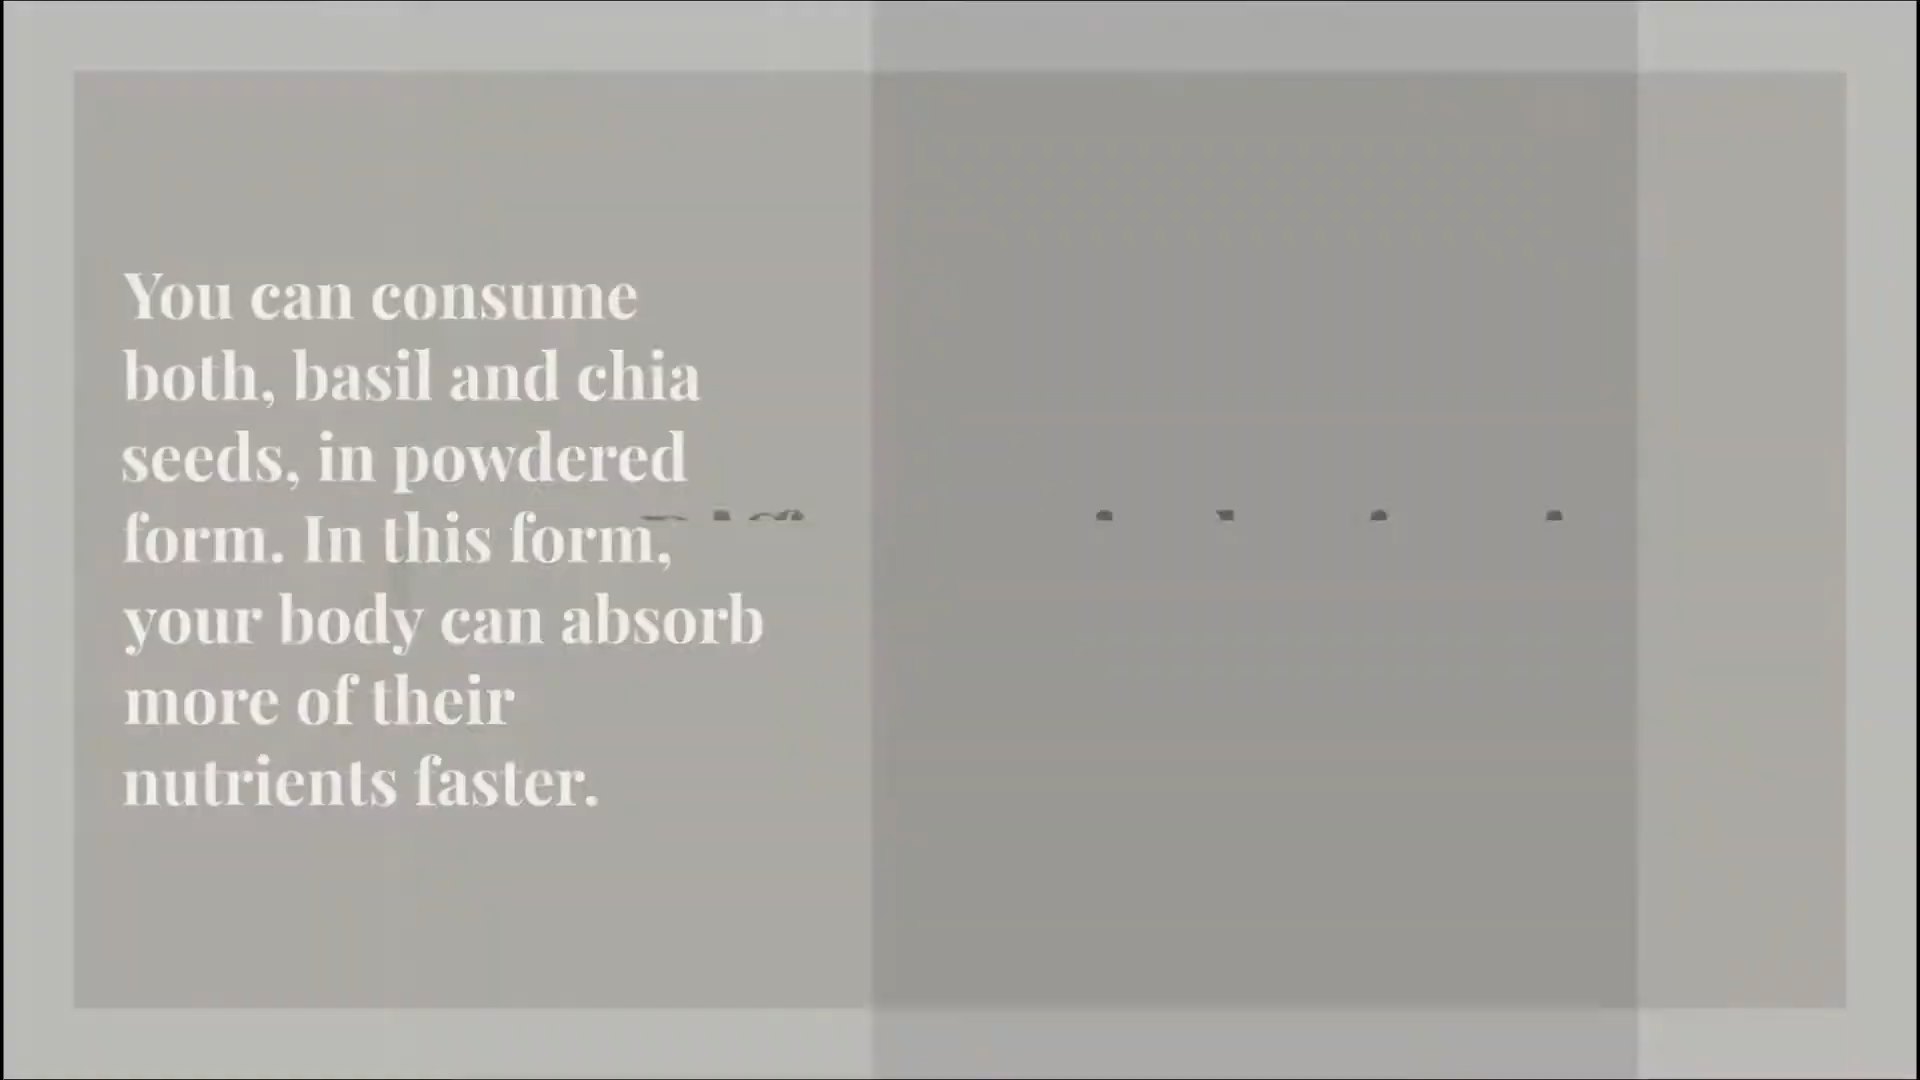 You can consume
both, basil and chia
seeds, in powdered
form. In this form,
your body can absorb
more of their
nutrients faster.